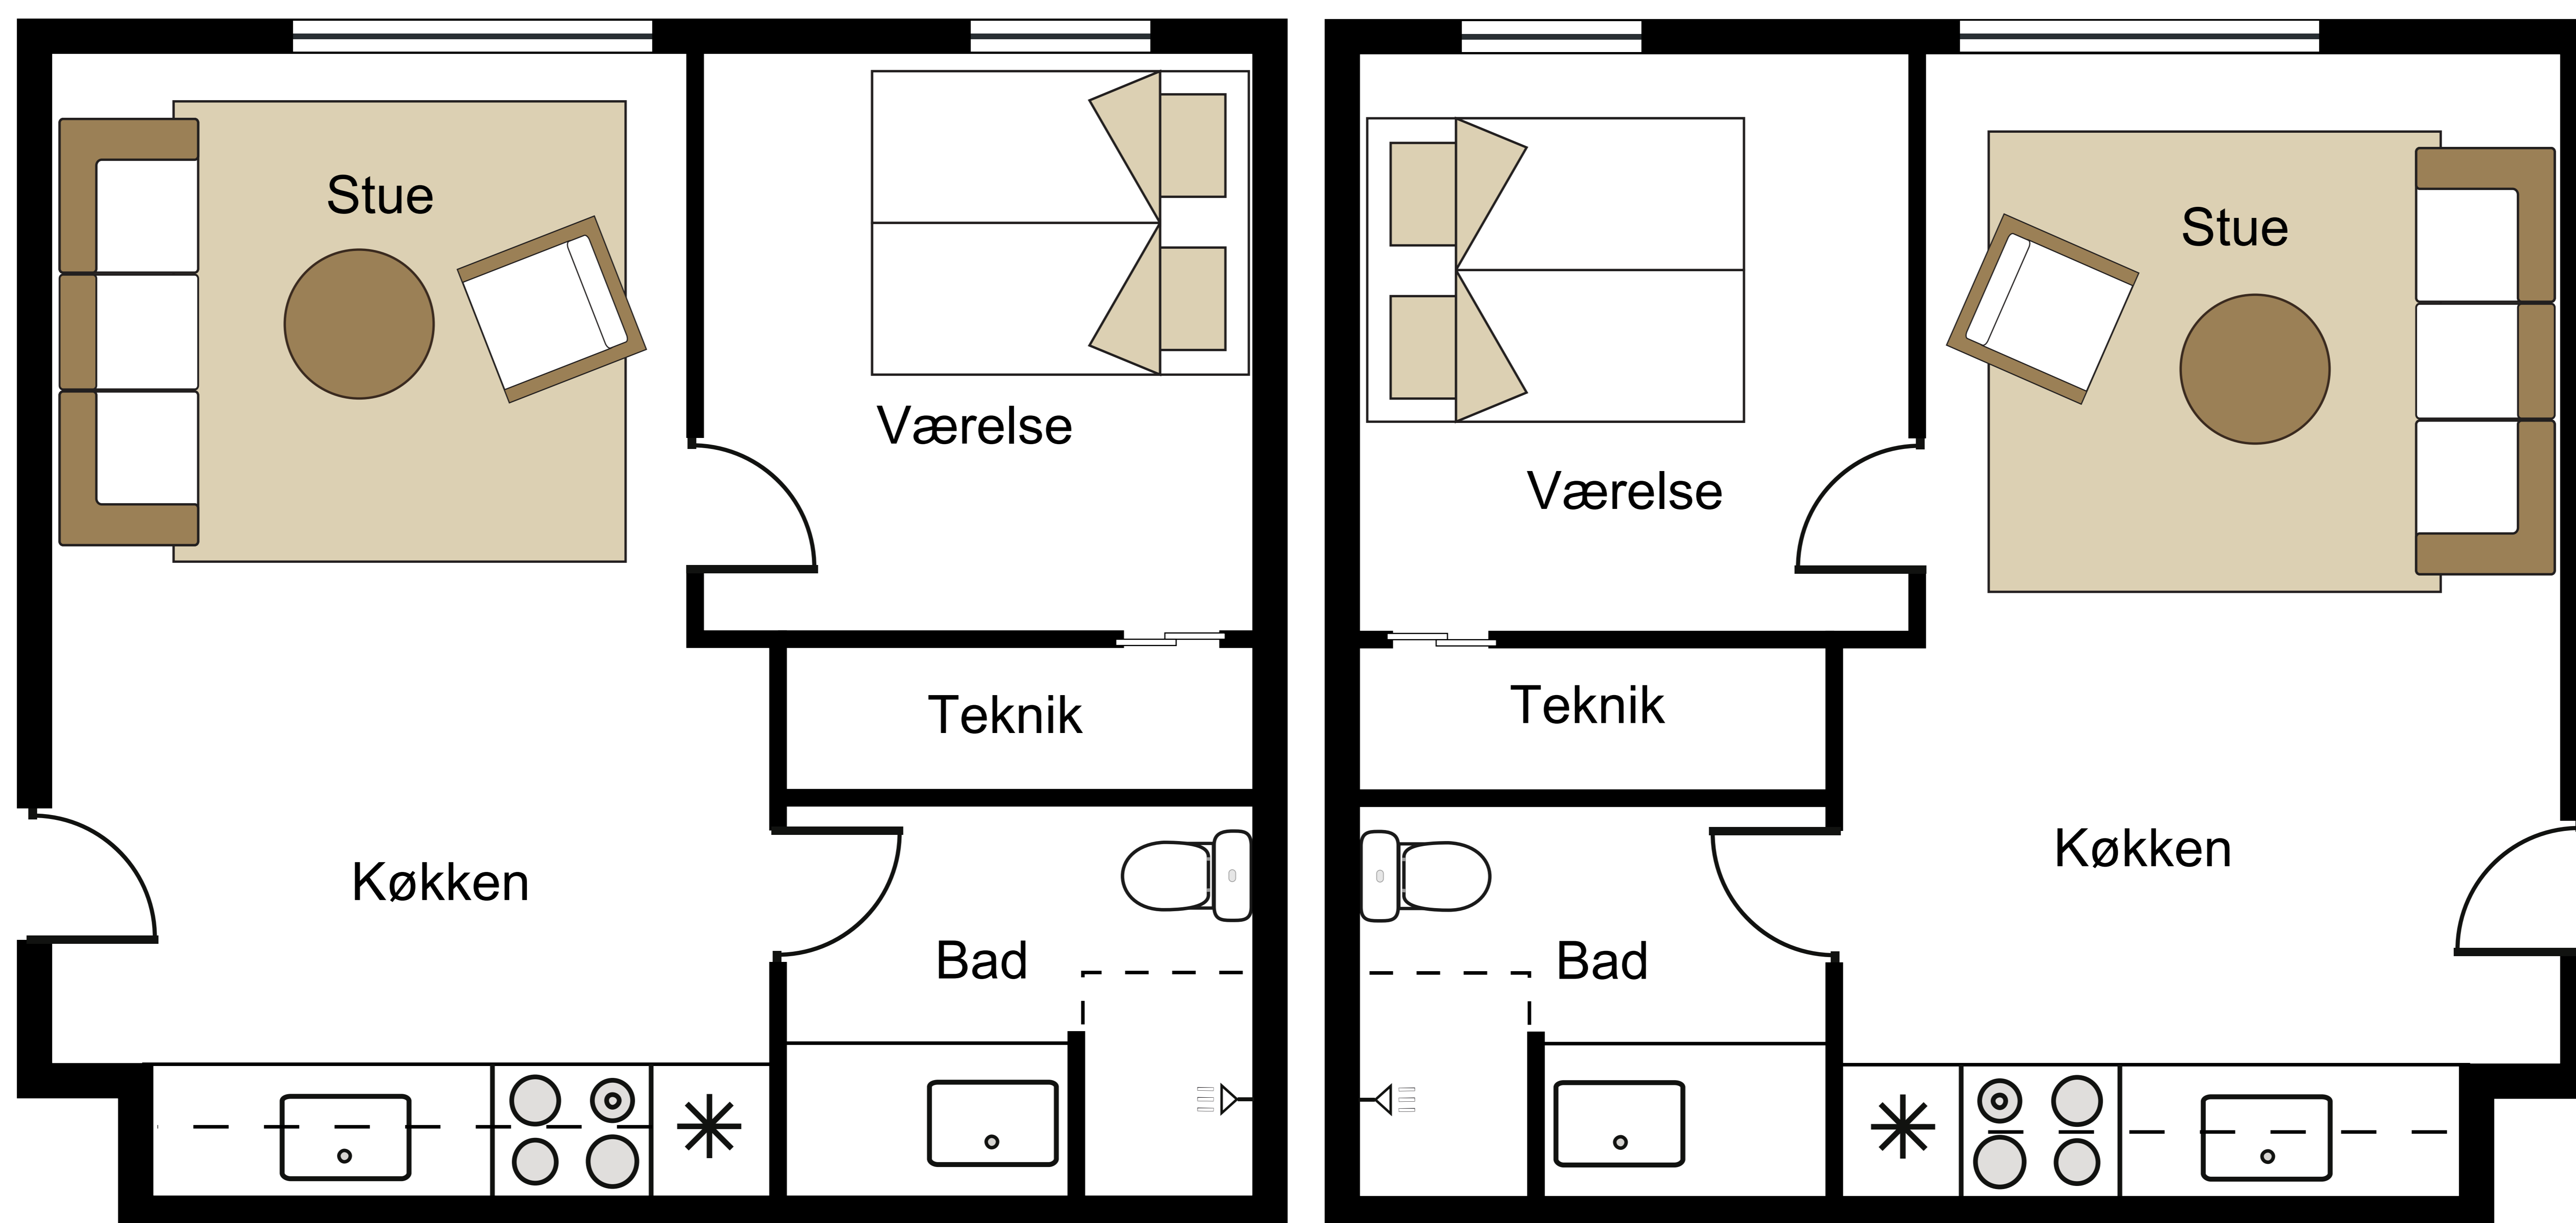 Stue
Værelse
Teknik
Køkken
Bad
Stue
Værelse
Teknik
Køkken
Bad